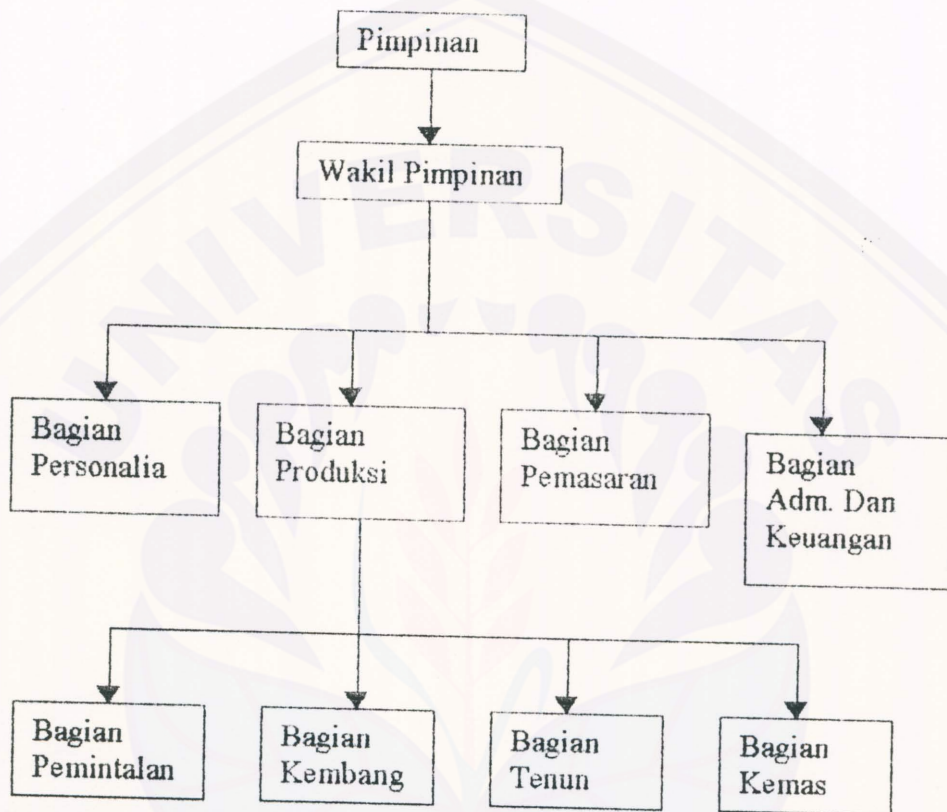 Pimpinan
Wakil Pimpinan
UNIVERSITAS
Bagian
Personalia
Bagian
Produksi
Bagian
Pemasaran
Bagian
Adm. Dan
Keuangan
Bagian
Pemintalan
Bagian
Kembang
Bagian
Tenun
Bagian
Kemas